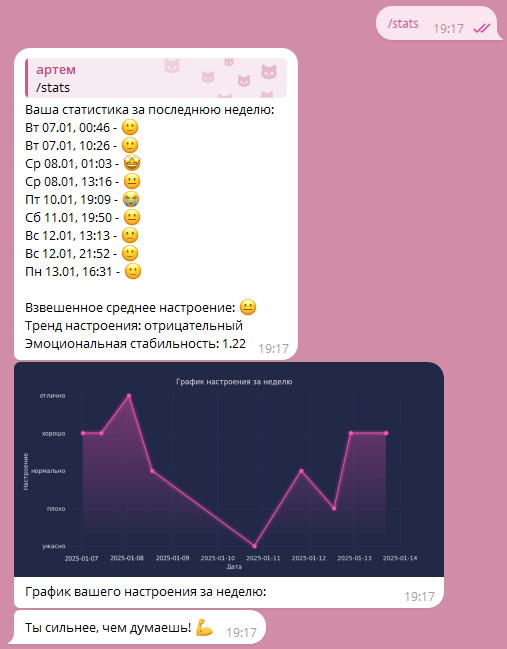 /stats
19:17
артем
/stats
Ваша статистика за последнюю неделю:
Вт 07.01, 00:46 - 🙂
Вт 07.01, 10:26 - 🙂
Ср 08.01, 01:03 - 🤩
Ср 08.01, 13:16 - 😐
Пт 10.01, 19:09 - 😭
Сб 11.01, 19:50 - 😐
Вс 12.01, 13:13 - 🙁
Вс 12.01, 21:52 - 🙂
Пн 13.01, 16:31 - 🙂
Взвешенное среднее настроение: 😐
Тренд настроения: отрицательный
Эмоциональная стабильность: 1.22
19:17
График настроения за неделю
отлично
хорошо
нормально
плохо
ужасно
Настроение
2025-01-07 2025-01-08 2025-01-09 2025-01-10 2025-01-11 2025-01-12 2025-01-13 2025-01-14
Дата
График вашего настроения за неделю:
19:17
Ты сильнее, чем думаешь! 💪
19:17